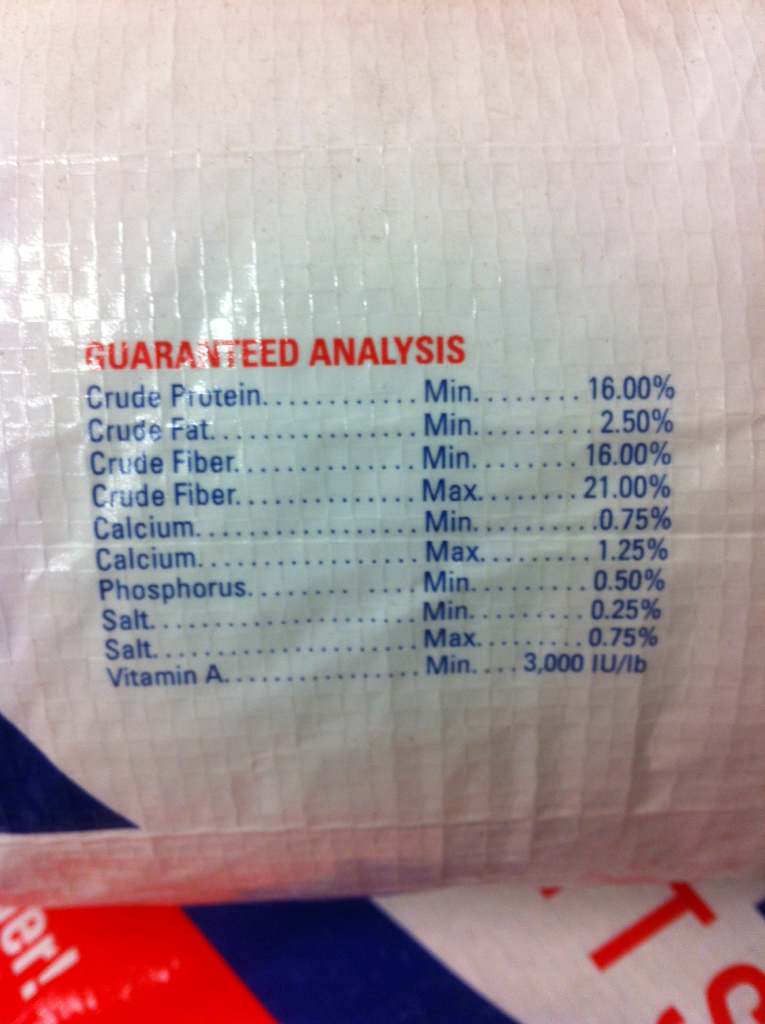 GUARANTEED ANALYSIS
Crude Protein............ Min........ 16.00%
Crude Fat................ Min......... 2.50%
Crude Fiber.............. Min........ 16.00%
Crude Fiber.............. Max........ 21.00%
Calcium................. Min..........0.75%
Calcium................. Max......... 1.25%
Phosphorus....... .... Min......... 0.50%
Salt.................... Min......... 0.25%
Salt.................... Max......... 0.75%
Vitamin A............... Min.... 3,000 IU/lb
er!
TS